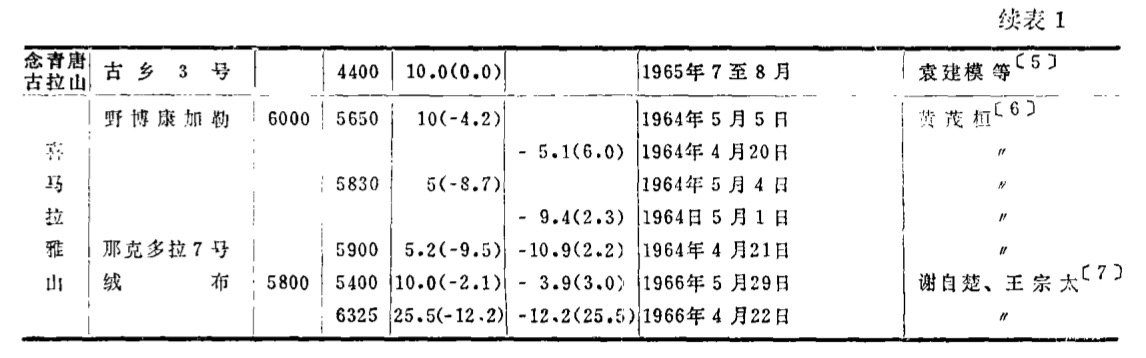 续表1
念青唐古拉山 古乡3号 4400 10.0(0.0) 1965年7至8月 袁建模等〔5〕
野博康加勒 6000 5650 10(-4.2) 1964年5月5日 黄茂桓〔6〕
喜 - 5.1(6.0) 1964年4月20日 〃
马 5830 5(-8.7) 1964年5月4日 〃
拉 - 9.4(2.3) 1964日5月1日 〃
雅 那克多拉7号 5900 5.2(-9.5) -10.9(2.2) 1964年4月21日 〃
山 绒布 5800 5400 10.0(-2.1) - 3.9(3.0) 1966年5月29日 谢自楚、王宗太〔7〕
6325 25.5(-12.2) -12.2(25.5) 1966年4月22日 〃